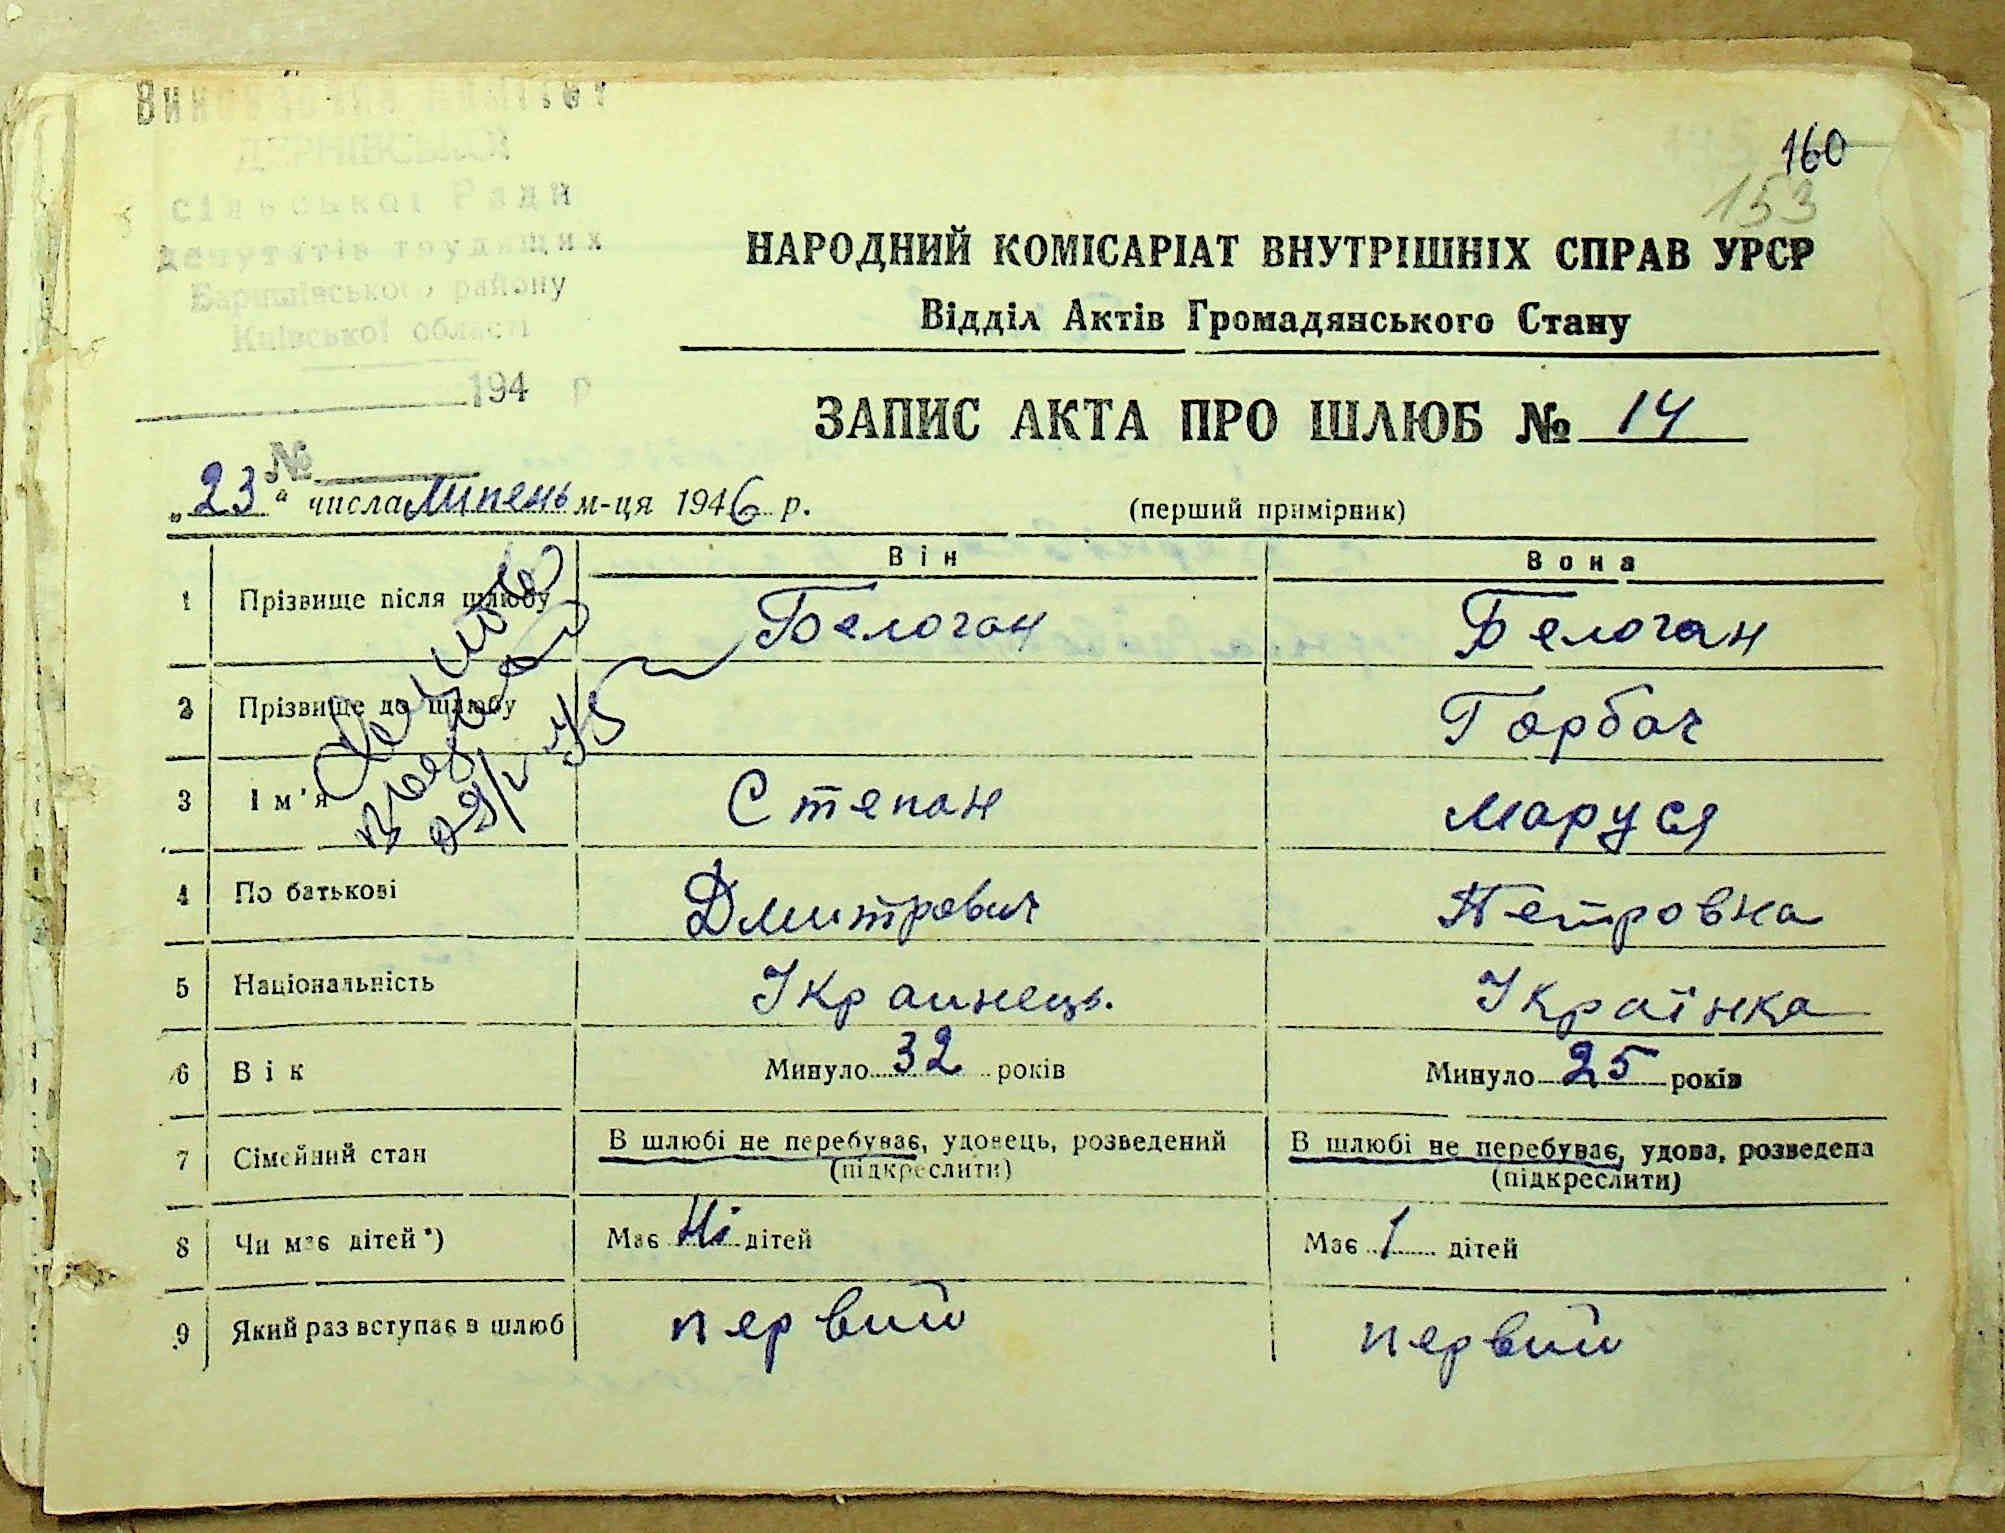 Виконавчий комітет
ДЕРНІВСЬКОЇ
сільської Ради
депутатів трудящих
Баришівського району
Київської області
194 р
№
160
153
НАРОДНИЙ КОМІСАРІАТ ВНУТРІШНІХ СПРАВ УРСР
Відділ Актів Громадянського Стану
ЗАПИС АКТА ПРО ШЛЮБ № 14
„23“ числа Липень м-ця 1946 р. (перший примірник)
Він Вона
1 Прізвище після шлюбу Белоган Белоган
2 Прізвище до шлюбу Горбач
3 Ім'я Степан Маруся
4 По батькові Дмитрович Петровна
5 Національність Украинець. Українка
6 Вік Минуло 32 років Минуло 25 років
7 Сімейний стан В шлюбі не перебуває, удовець, розведений (підкреслити) В шлюбі не перебуває, удова, розведена (підкреслити)
8 Чи має дітей*) Має Ні дітей Має 1 дітей
9 Який раз вступає в шлюб первий первий